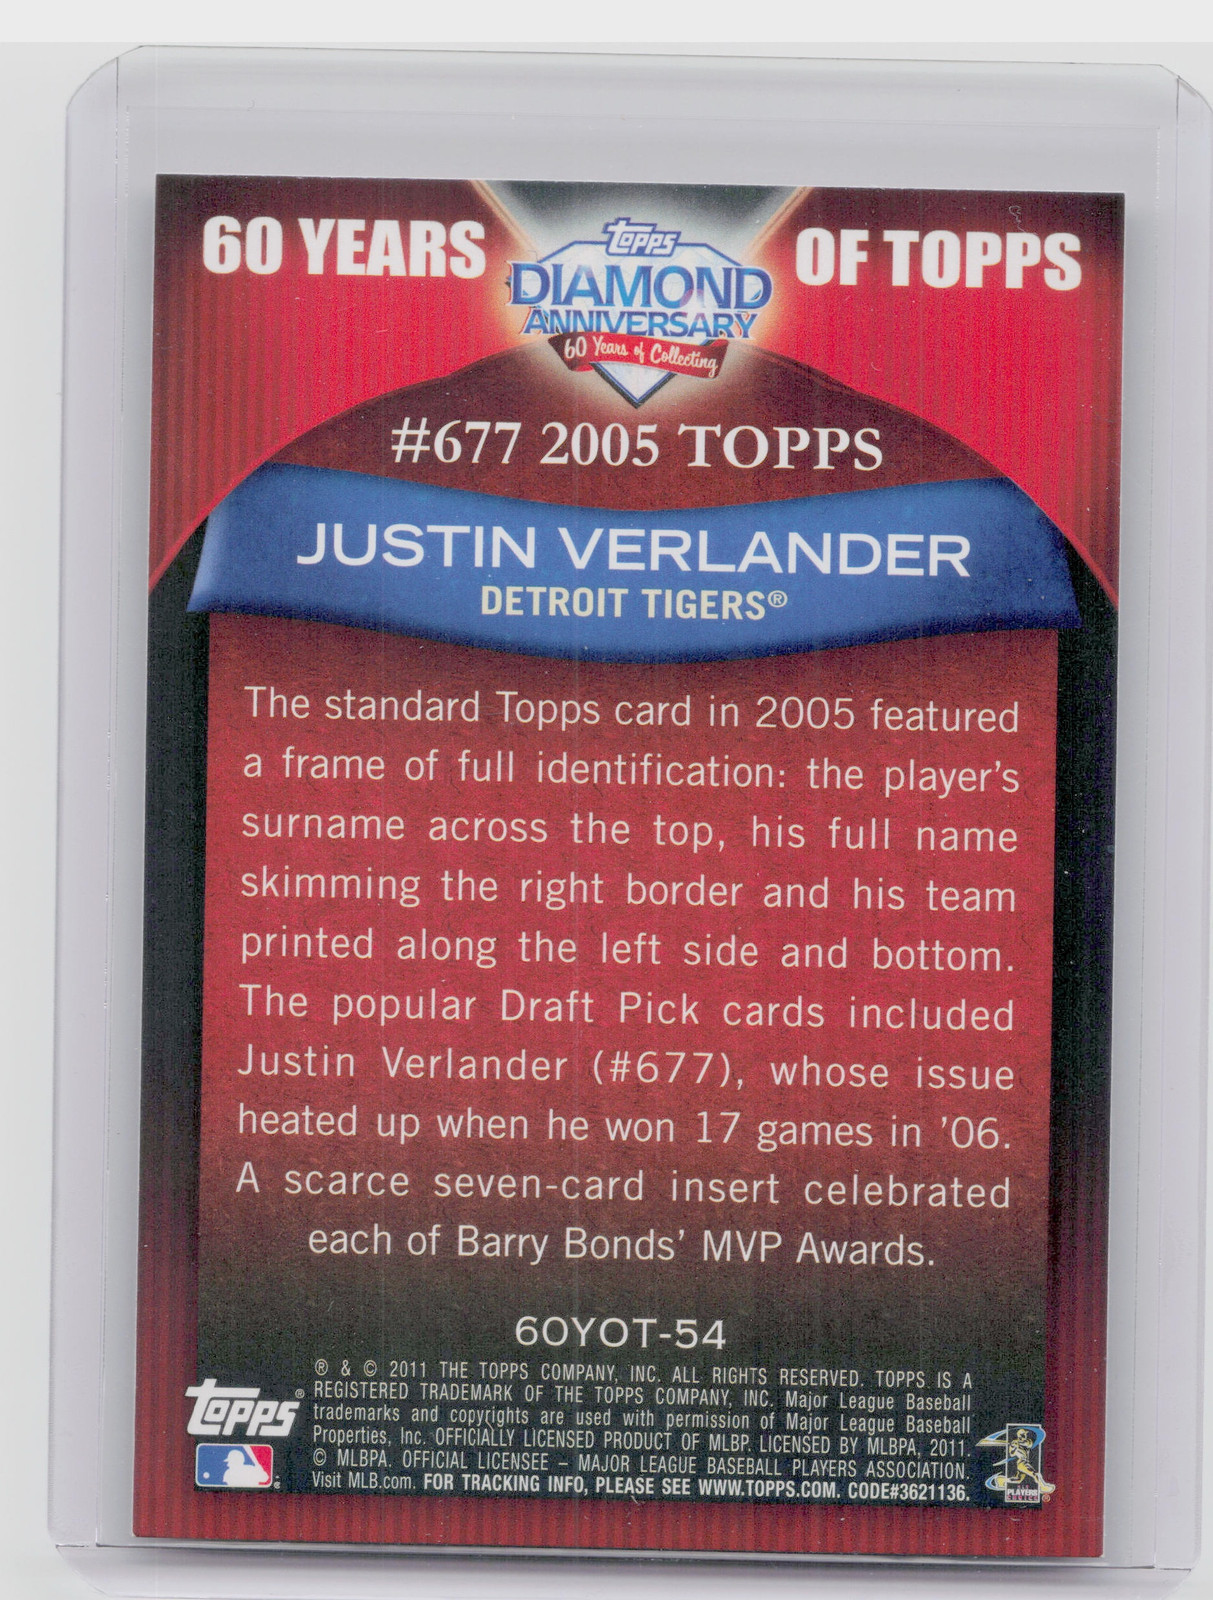 60 YEARS OF TOPPS
Topps
DIAMOND
ANNIVERSARY
60 Years of Collecting
#677 2005 TOPPS
JUSTIN VERLANDER
DETROIT TIGERS®
The standard Topps card in 2005 featured
a frame of full identification: the player's
surname across the top, his full name
skimming the right border and his team
printed along the left side and bottom.
The popular Draft Pick cards included
Justin Verlander (#677), whose issue
heated up when he won 17 games in '06.
A scarce seven-card insert celebrated
each of Barry Bonds' MVP Awards.
60YOT-54
® & © 2011 THE TOPPS COMPANY, INC. ALL RIGHTS RESERVED. TOPPS IS A
REGISTERED TRADEMARK OF THE TOPPS COMPANY, INC. Major League Baseball
trademarks and copyrights are used with permission of Major League Baseball
Properties, Inc. OFFICIALLY LICENSED PRODUCT OF MLBP. LICENSED BY MLBPA, 2011.
© MLBPA. OFFICIAL LICENSEE – MAJOR LEAGUE BASEBALL PLAYERS ASSOCIATION.
Visit MLB.com. FOR TRACKING INFO, PLEASE SEE WWW.TOPPS.COM. CODE#3621136.
Topps®
PLAYERS
CHOICE